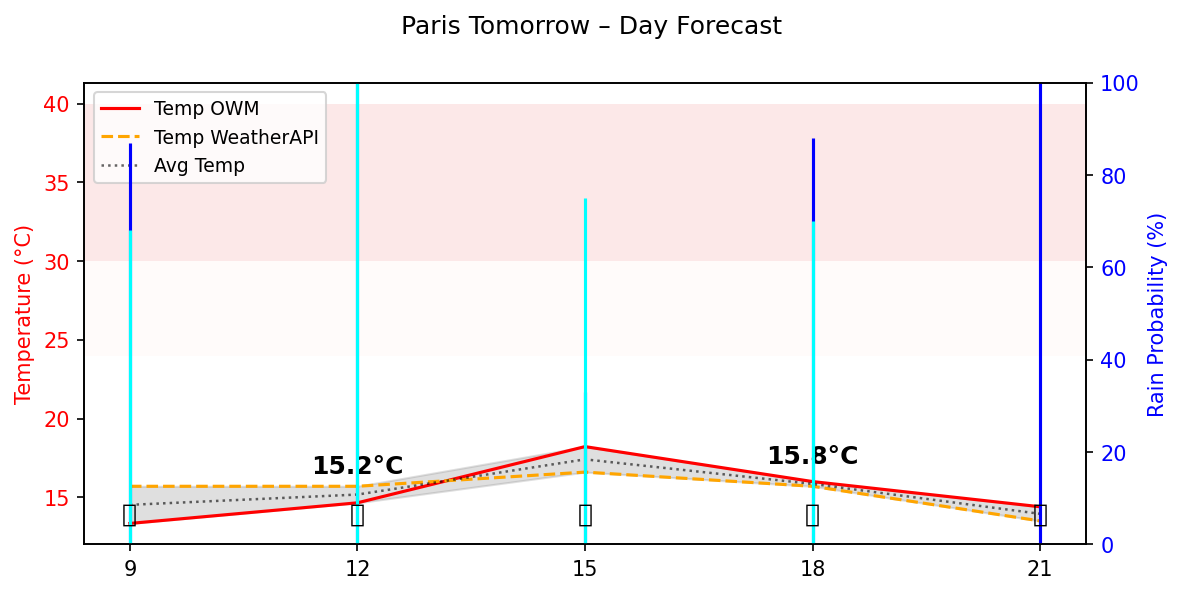 Paris Tomorrow – Day Forecast
Temp OWM
Temp WeatherAPI
Avg Temp
Temperature (°C)
40
35
30
25
20
15
15.2°C
15.8°C
100
80
60
40
20
0
Rain Probability (%)
9
12
15
18
21